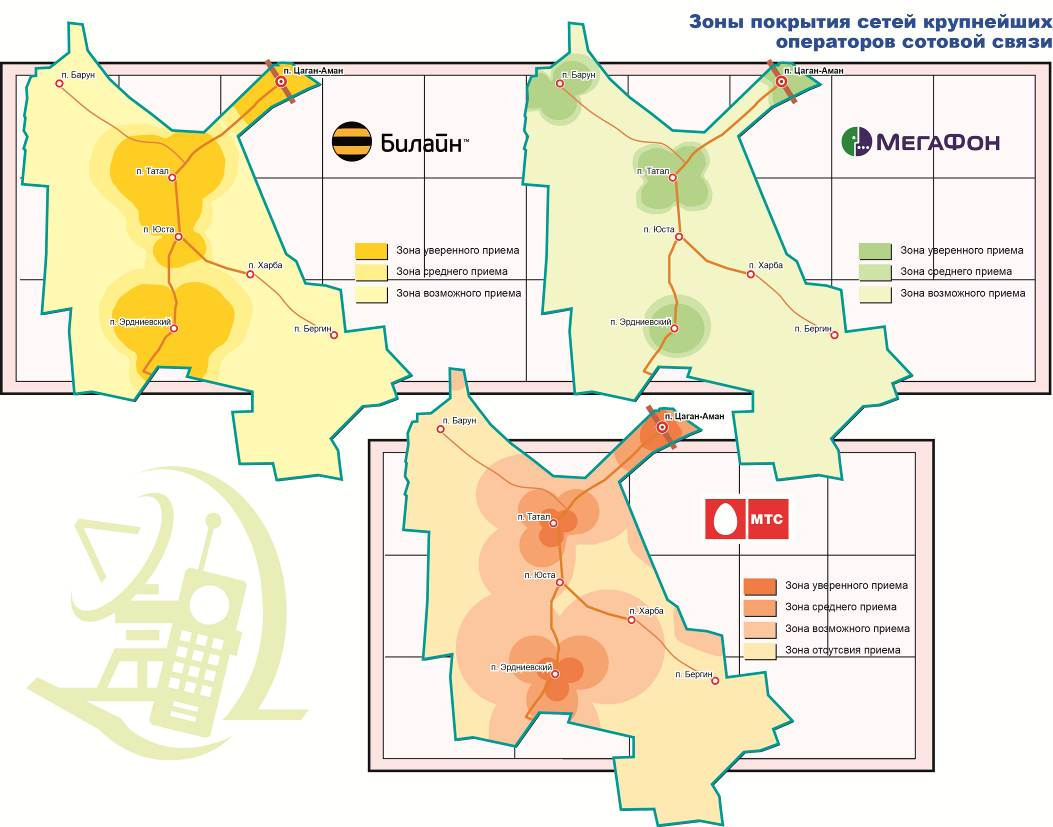 Зоны покрытия сетей крупнейших
операторов сотовой связи
п. Барун
п. Цаган-Аман
Билайн™
п. Татал
п. Юста
п. Харба
п. Эрдниевский
п. Бергин
Зона уверенного приема
Зона среднего приема
Зона возможного приема
п. Барун
п. Цаган-Аман
МегаФон
п. Татал
п. Юста
п. Харба
п. Эрдниевский
п. Бергин
Зона уверенного приема
Зона среднего приема
Зона возможного приема
п. Барун
п. Цаган-Аман
мтс
п. Татал
п. Юста
п. Харба
п. Эрдниевский
п. Бергин
Зона уверенного приема
Зона среднего приема
Зона возможного приема
Зона отсутсвия приема